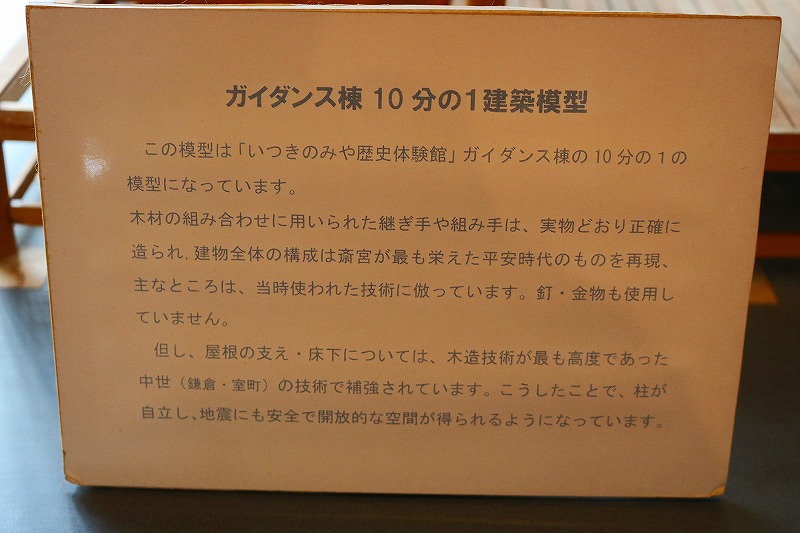 ガイダンス棟 10 分の1建築模型
この模型は「いつきのみや歴史体験館」ガイダンス棟の 10 分の 1 の
模型になっています。
木材の組み合わせに用いられた継ぎ手や組み手は、実物どおり正確に
造られ, 建物全体の構成は斎宮が最も栄えた平安時代のものを再現、
主なところは、当時使われた技術に倣っています。釘・金物も使用し
ていません。
但し、屋根の支え・床下については、木造技術が最も高度であった
中世（鎌倉・室町）の技術で補強されています。こうしたことで、柱が
自立し、地震にも安全で開放的な空間が得られるようになっています。